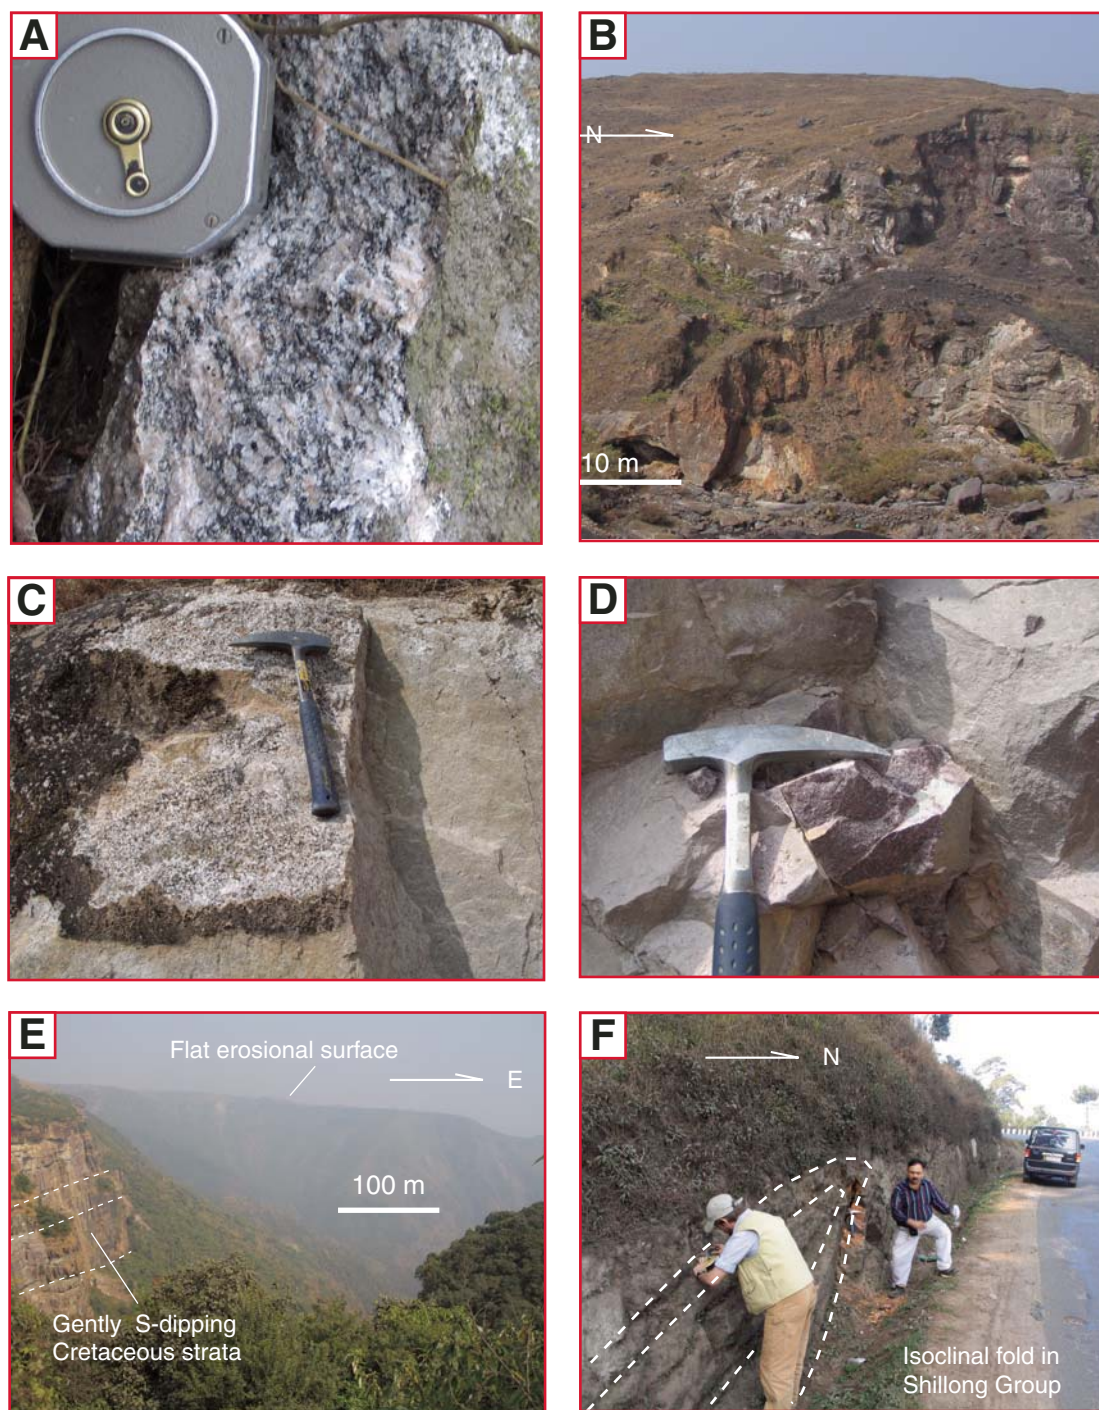 A
B
N
10 m
C
D
E
Flat erosional surface
E
100 m
Gently S-dipping
Cretaceous strata
F
N
Isoclinal fold in
Shillong Group